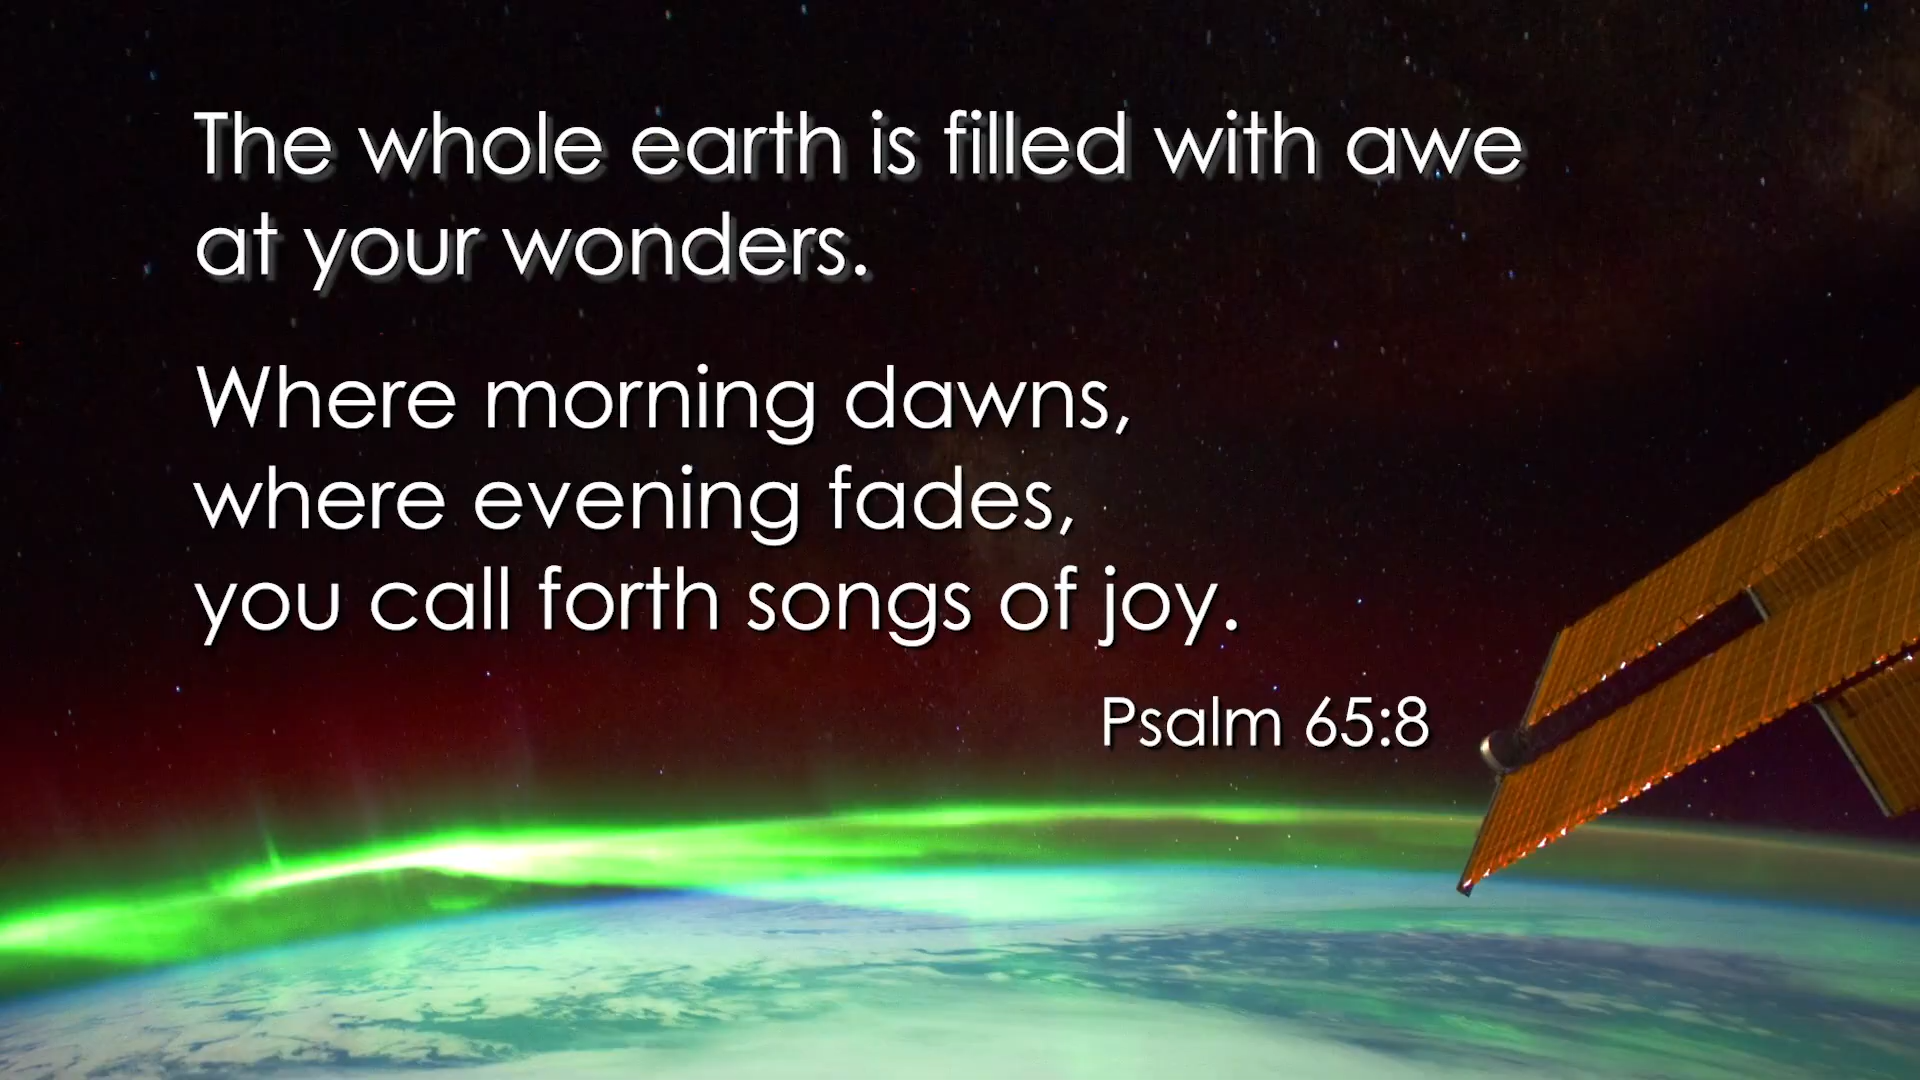 The whole earth is filled with awe
at your wonders.
Where morning dawns,
where evening fades,
you call forth songs of joy.
Psalm 65:8